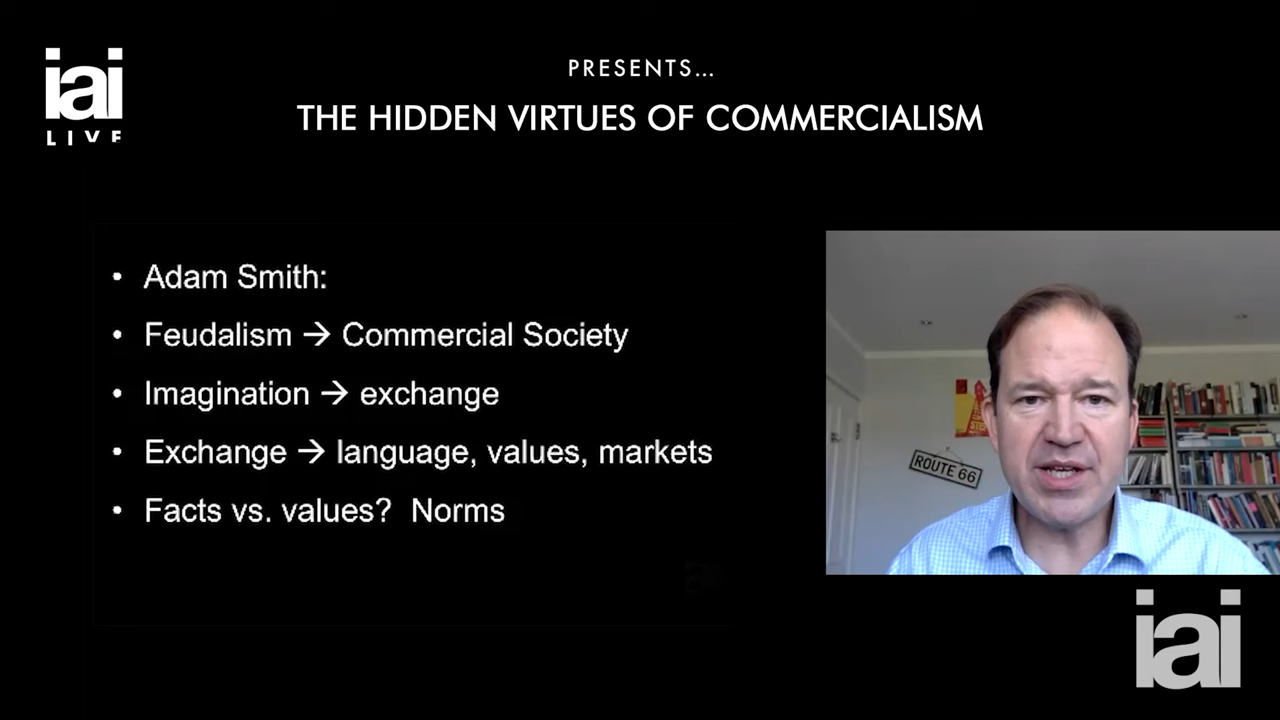 iai
LIVE
PRESENTS...
THE HIDDEN VIRTUES OF COMMERCIALISM
• Adam Smith:
• Feudalism → Commercial Society
• Imagination → exchange
• Exchange → language, values, markets
• Facts vs. values? Norms
ROUTE 66
iai